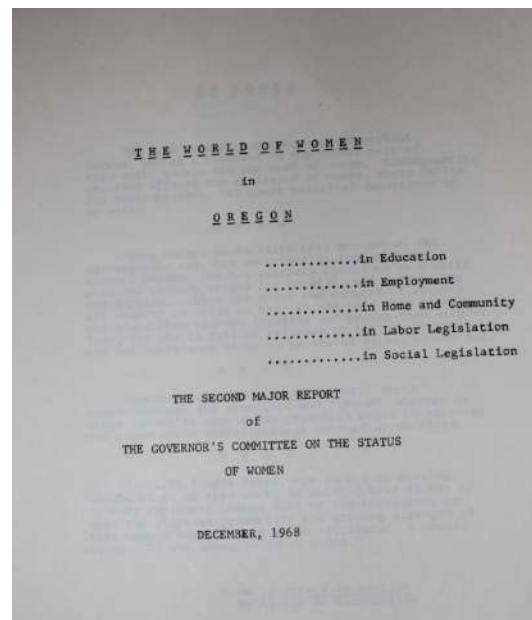 THE WORLD OF WOMEN
in
OREGON
.............in Education
.............in Employment
.............in Home and Community
.............in Labor Legislation
.............in Social Legislation
THE SECOND MAJOR REPORT
of
THE GOVERNOR'S COMMITTEE ON THE STATUS
OF WOMEN
DECEMBER, 1968